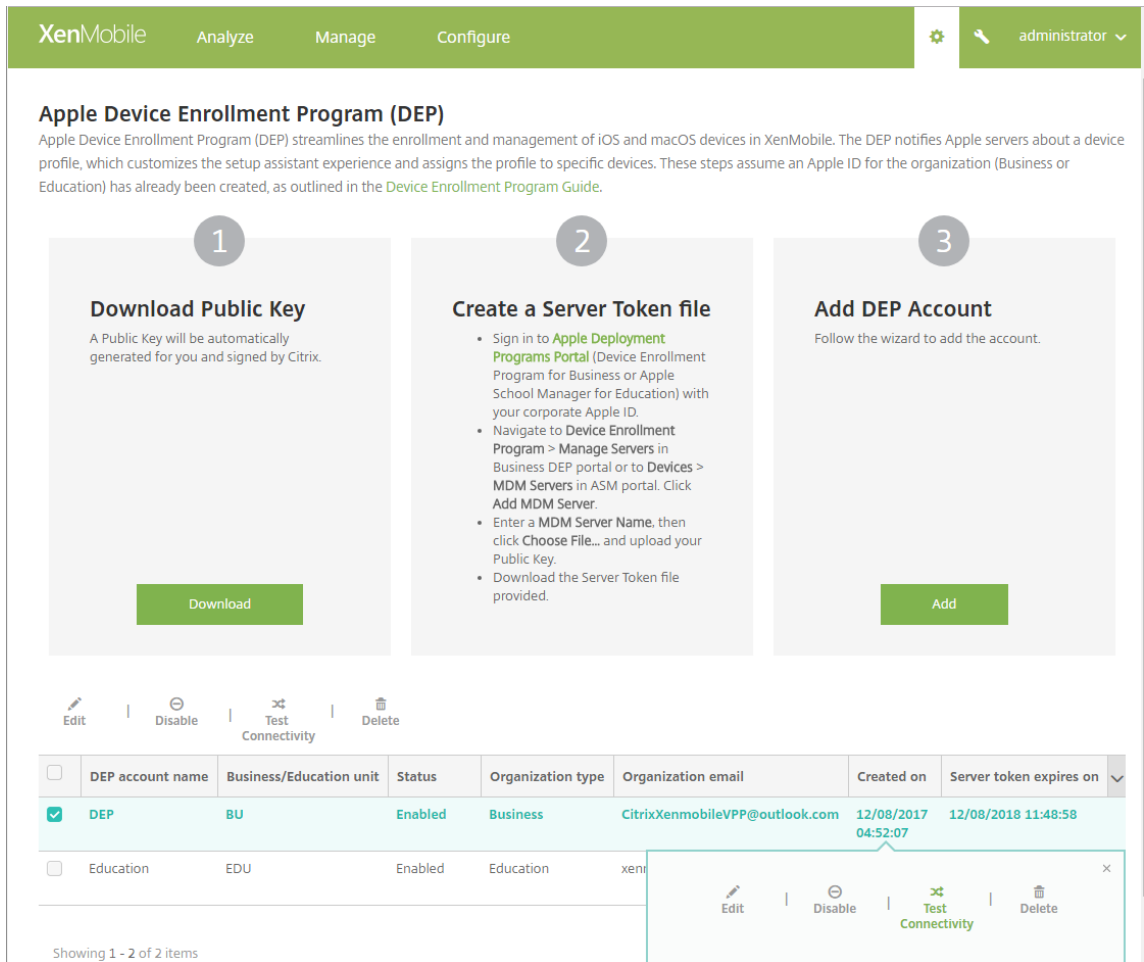 XenMobile Analyze Manage Configure administrator
Apple Device Enrollment Program (DEP)
Apple Device Enrollment Program (DEP) streamlines the enrollment and management of iOS and macOS devices in XenMobile. The DEP notifies Apple servers about a device
profile, which customizes the setup assistant experience and assigns the profile to specific devices. These steps assume an Apple ID for the organization (Business or
Education) has already been created, as outlined in the Device Enrollment Program Guide.
1
Download Public Key
A Public Key will be automatically
generated for you and signed by Citrix.
Download
2
Create a Server Token file
• Sign in to Apple Deployment
Programs Portal (Device Enrollment
Program for Business or Apple
School Manager for Education) with
your corporate Apple ID.
• Navigate to Device Enrollment
Program > Manage Servers in
Business DEP portal or to Devices >
MDM Servers in ASM portal. Click
Add MDM Server.
• Enter a MDM Server Name, then
click Choose File... and upload your
Public Key.
• Download the Server Token file
provided.
3
Add DEP Account
Follow the wizard to add the account.
Add
Edit | Disable | Test Connectivity | Delete
DEP account name Business/Education unit Status Organization type Organization email Created on Server token expires on
DEP BU Enabled Business CitrixXenmobileVPP@outlook.com 12/08/2017 04:52:07 12/08/2018 11:48:58
Education EDU Enabled Education
×
Edit | Disable | Test Connectivity | Delete
Showing 1 - 2 of 2 items